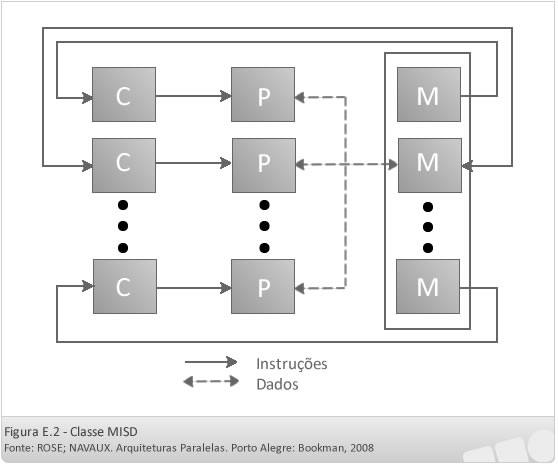 C P M
C P M
C P M
Instruções
Dados
Figura E.2 - Classe MISD
Fonte: ROSE; NAVAUX. Arquiteturas Paralelas. Porto Alegre: Bookman, 2008